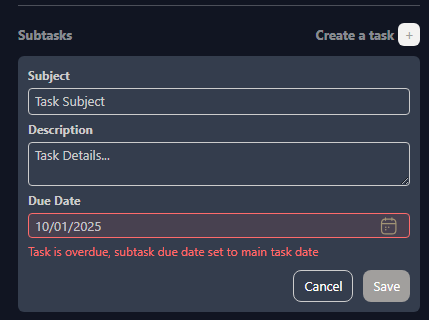 Subtasks
Create a task +
Subject
Task Subject
Description
Task Details...
Due Date
10/01/2025
Task is overdue, subtask due date set to main task date
Cancel
Save